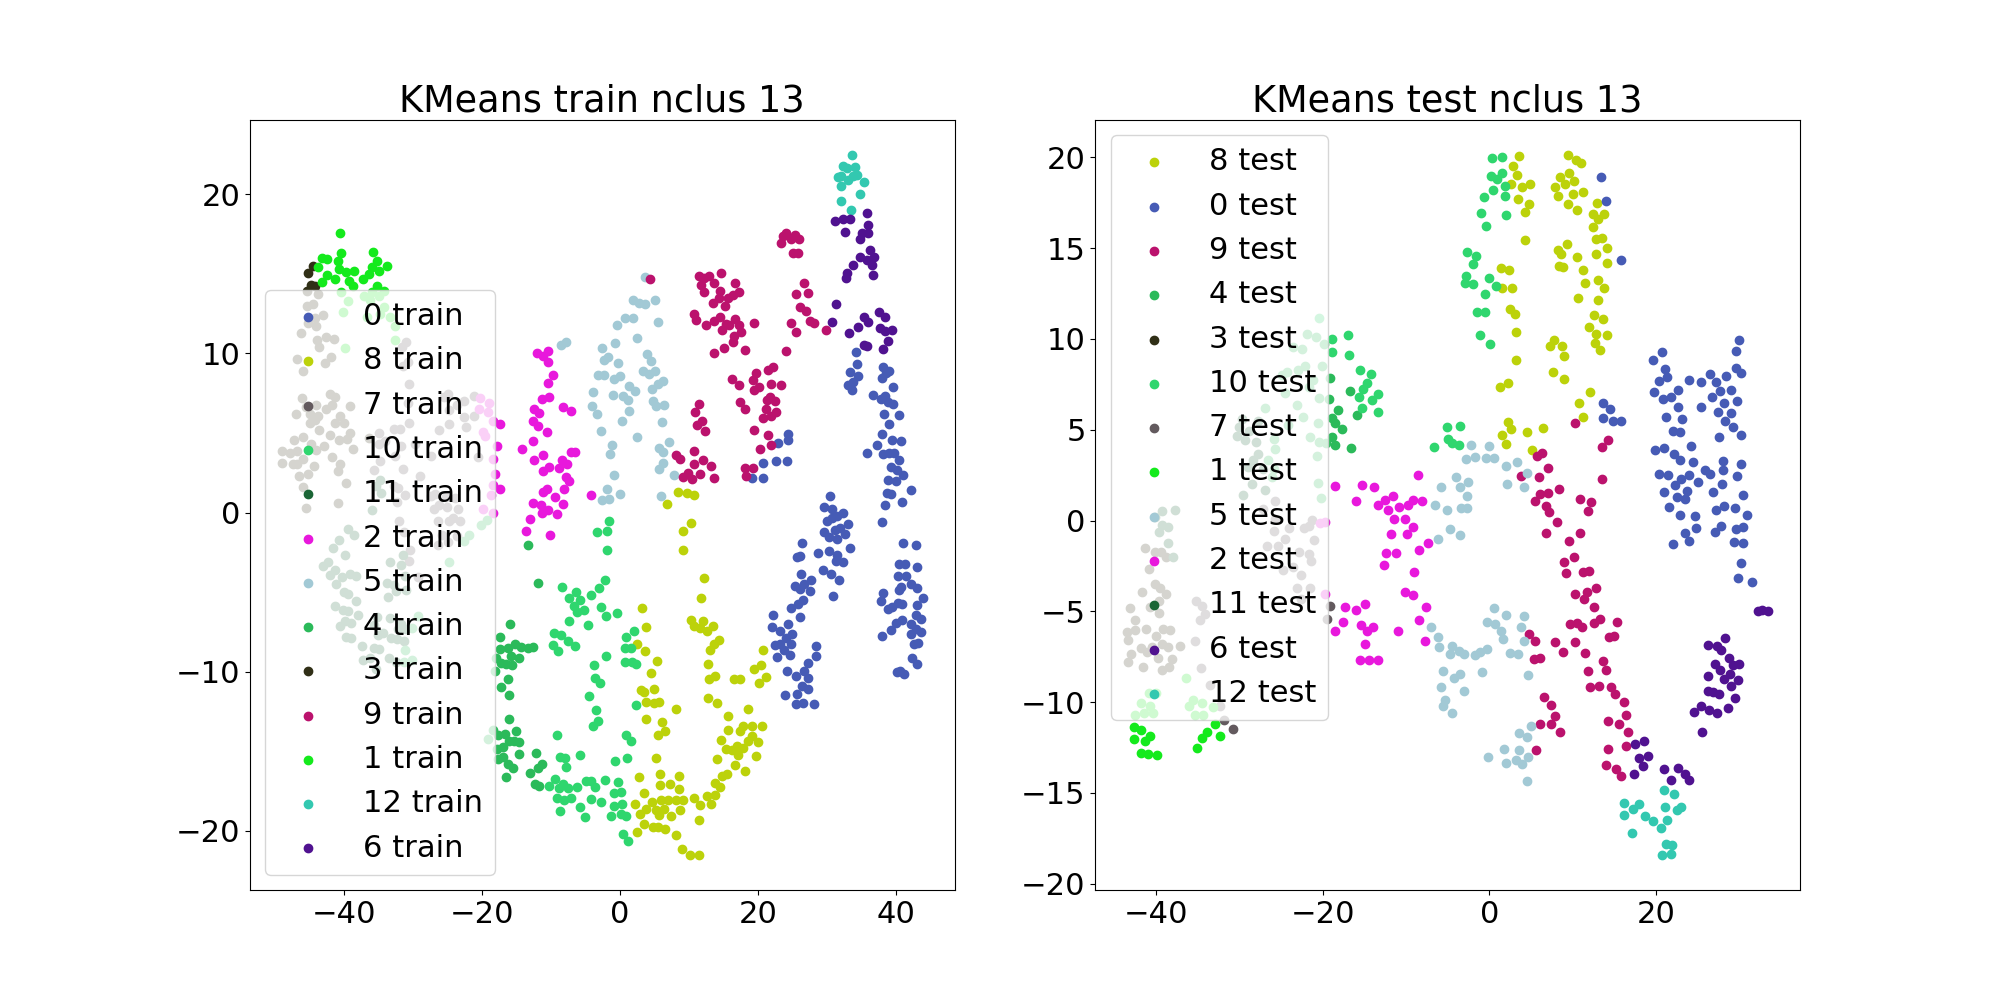 KMeans train nclus 13
20
10
0
−10
−20
−40
−20
0
20
40
0 train
8 train
7 train
10 train
11 train
2 train
5 train
4 train
3 train
9 train
1 train
12 train
6 train
KMeans test nclus 13
20
15
10
5
0
−5
−10
−15
−20
−40
−20
0
20
8 test
0 test
9 test
4 test
3 test
10 test
7 test
1 test
5 test
2 test
11 test
6 test
12 test